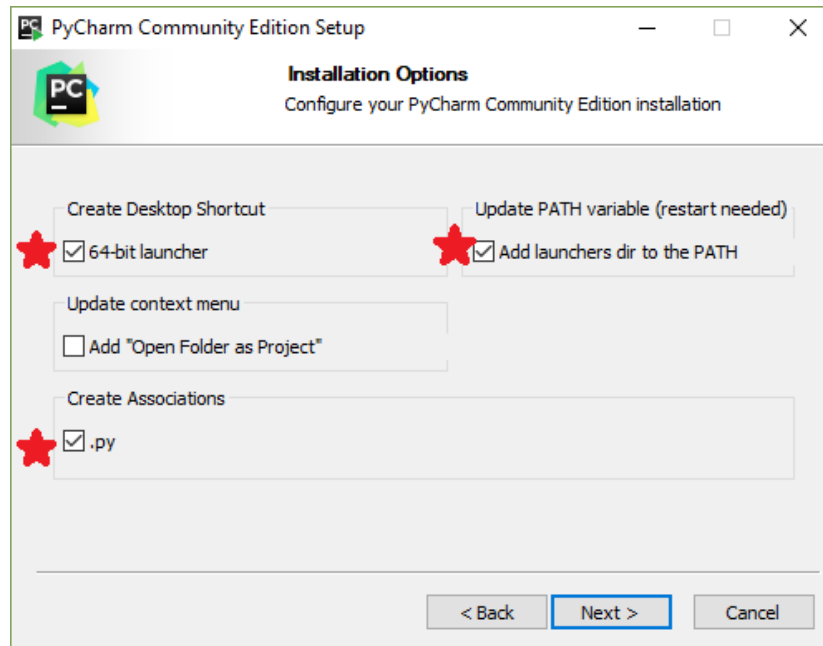 PC PyCharm Community Edition Setup
PC
Installation Options
Configure your PyCharm Community Edition installation
Create Desktop Shortcut
64-bit launcher
Update PATH variable (restart needed)
Add launchers dir to the PATH
Update context menu
Add "Open Folder as Project"
Create Associations
.py
< Back Next > Cancel